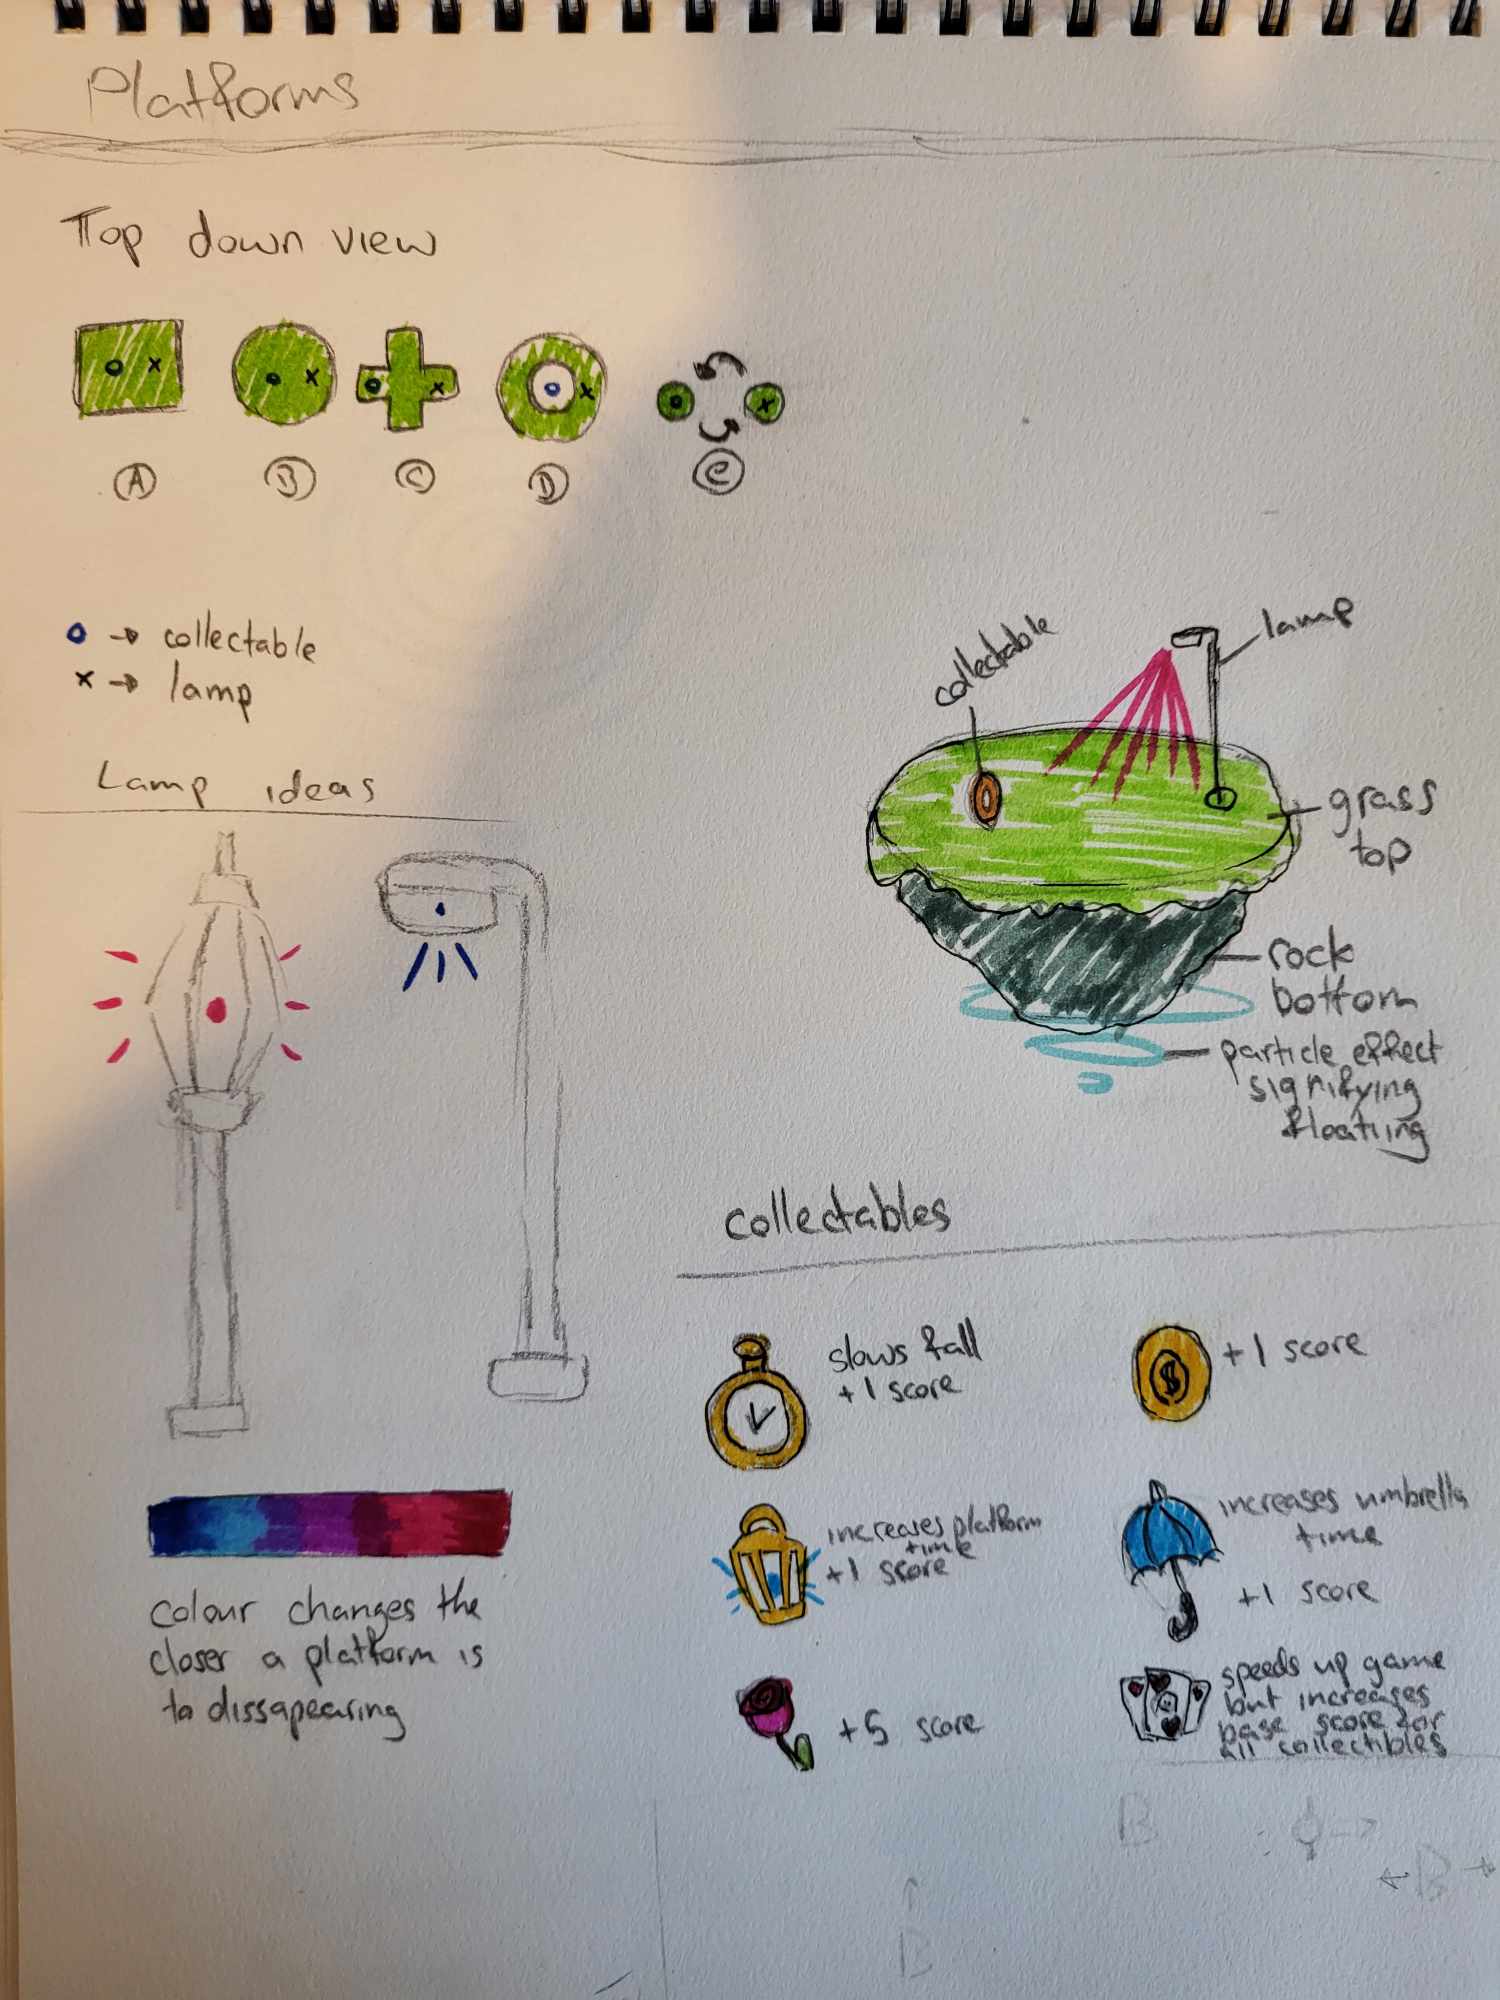 Platforms
Top down view
A B C D e
o → collectable
x → lamp
Lamp ideas
collectable
lamp
grass
top
rock
bottom
particle effect
signifying
floating
colour changes the
closer a platform is
to dissapearing
collectables
slows fall
+1 score
$
+1 score
increases platform
time
+1 score
increases umbrella
time
+1 score
+5 score
speeds up game
but increases
base score for
all collectibles
B
B
B